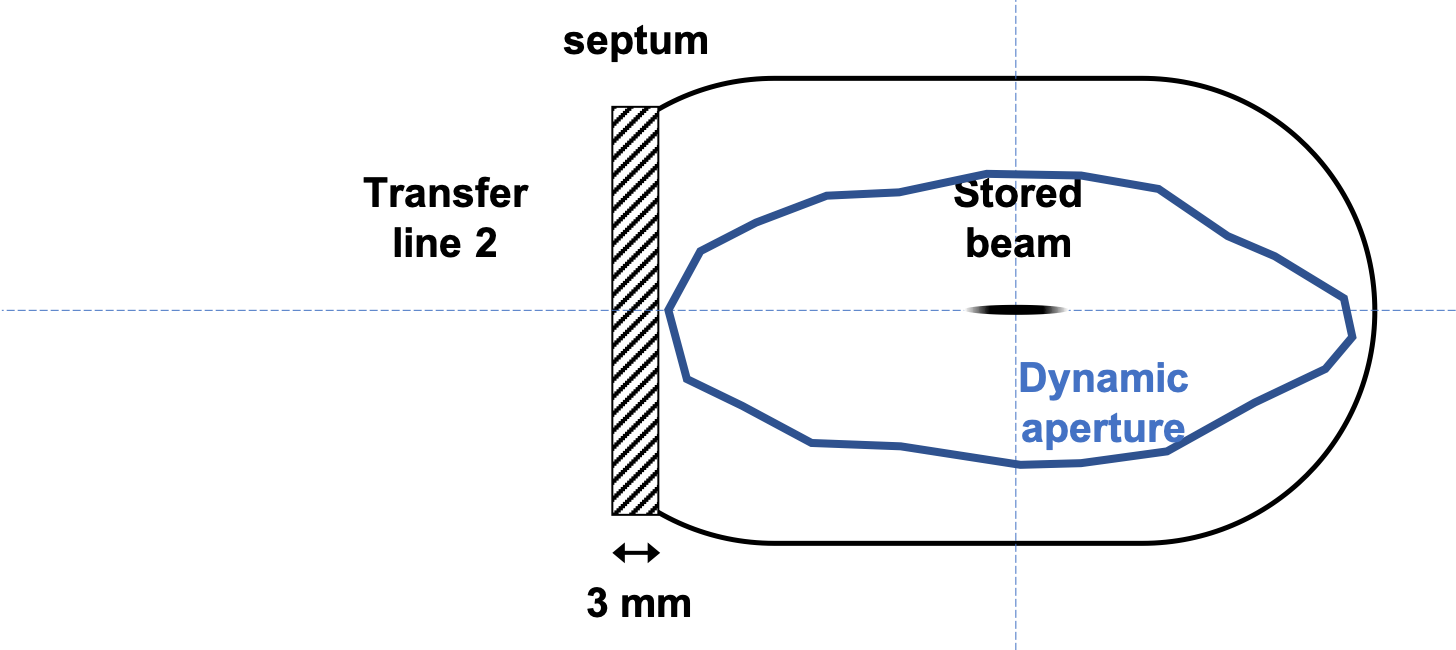 septum
Transfer
line 2
Stored
beam
Dynamic
aperture
3 mm